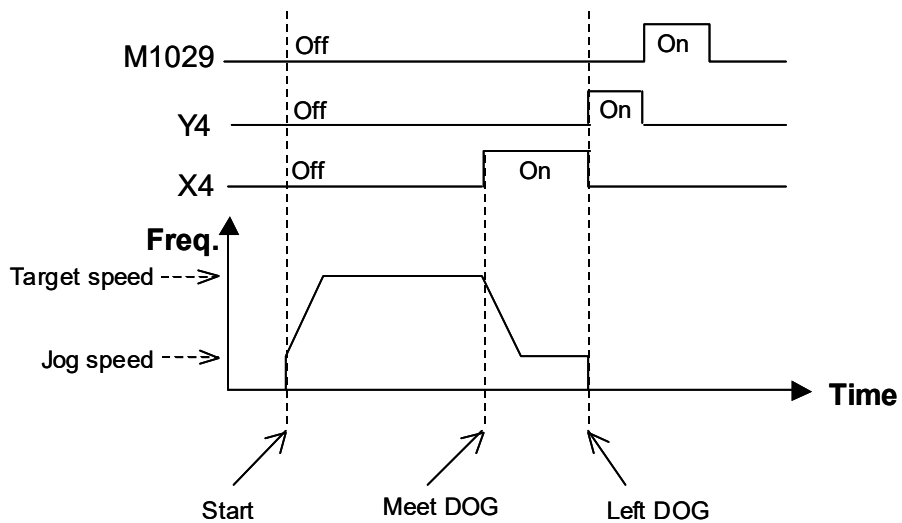 M1029
Off
On
Y4
Off
On
X4
Off
On
Freq.
Target speed
Jog speed
Time
Start
Meet DOG
Left DOG